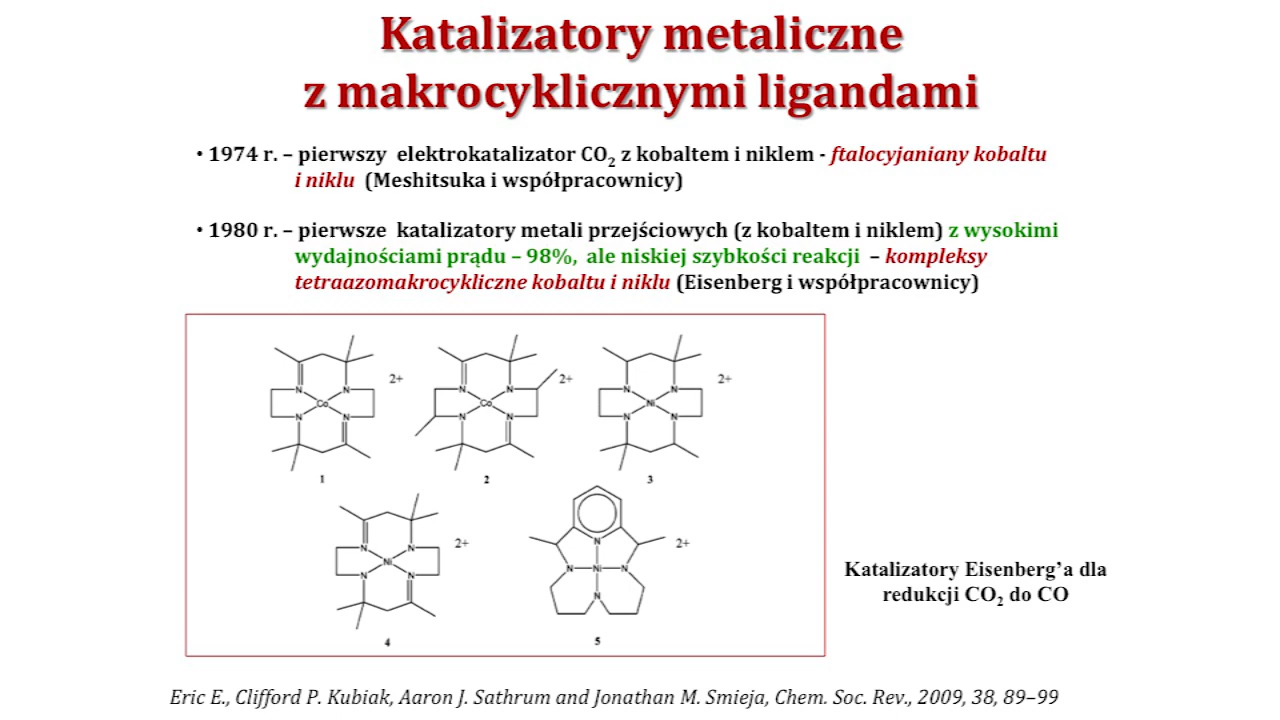 Katalizatory metaliczne
z makrocyklicznymi ligandami
• 1974 r. – pierwszy elektrokatalizator CO₂ z kobaltem i niklem - ftalocyjaniany kobaltu
i niklu (Meshitsuka i współpracownicy)
• 1980 r. – pierwsze katalizatory metali przejściowych (z kobaltem i niklem) z wysokimi
wydajnościami prądu – 98%, ale niskiej szybkości reakcji – kompleksy
tetraazomakrocykliczne kobaltu i niklu (Eisenberg i współpracownicy)
2+ 2+ 2+
N N N N N N
Co Co Ni
N N N N N N
1 2 3
2+ 2+
N N N
Ni N Ni N
N N N
4 5
Katalizatory Eisenberg’a dla
redukcji CO₂ do CO
Eric E., Clifford P. Kubiak, Aaron J. Sathrum and Jonathan M. Smieja, Chem. Soc. Rev., 2009, 38, 89–99